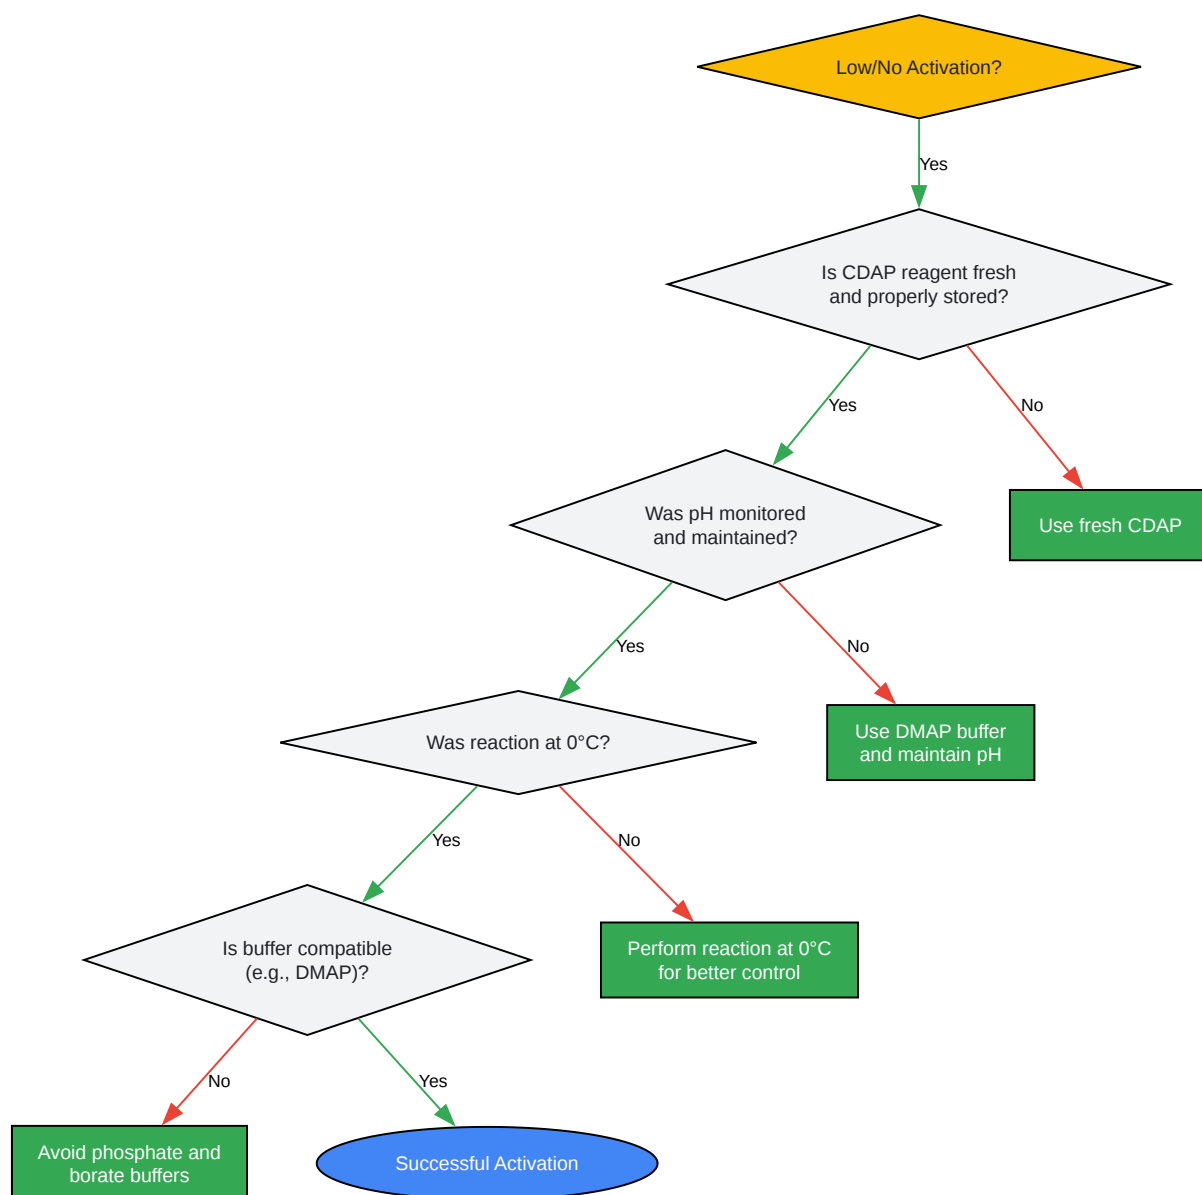 Low/No Activation?
Yes
Is CDAP reagent fresh
and properly stored?
Yes
No
Was pH monitored
and maintained?
Use fresh CDAP
Yes
No
Was reaction at 0°C?
Use DMAP buffer
and maintain pH
Yes
No
Is buffer compatible
(e.g., DMAP)?
Perform reaction at 0°C
for better control
No
Yes
Avoid phosphate and
borate buffers
Successful Activation